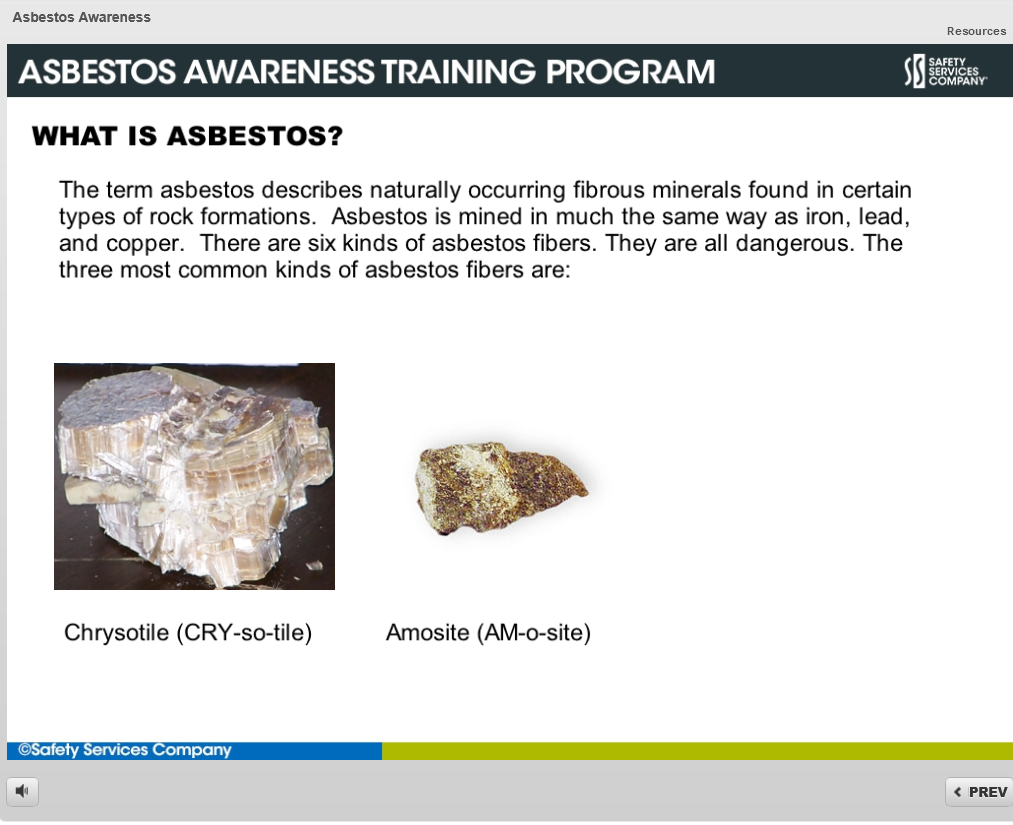 Asbestos Awareness
Resources
ASBESTOS AWARENESS TRAINING PROGRAM
SAFETY
SERVICES
COMPANY
WHAT IS ASBESTOS?
The term asbestos describes naturally occurring fibrous minerals found in certain
types of rock formations.  Asbestos is mined in much the same way as iron, lead,
and copper.  There are six kinds of asbestos fibers. They are all dangerous. The
three most common kinds of asbestos fibers are:
Chrysotile (CRY-so-tile)
Amosite (AM-o-site)
©Safety Services Company
PREV